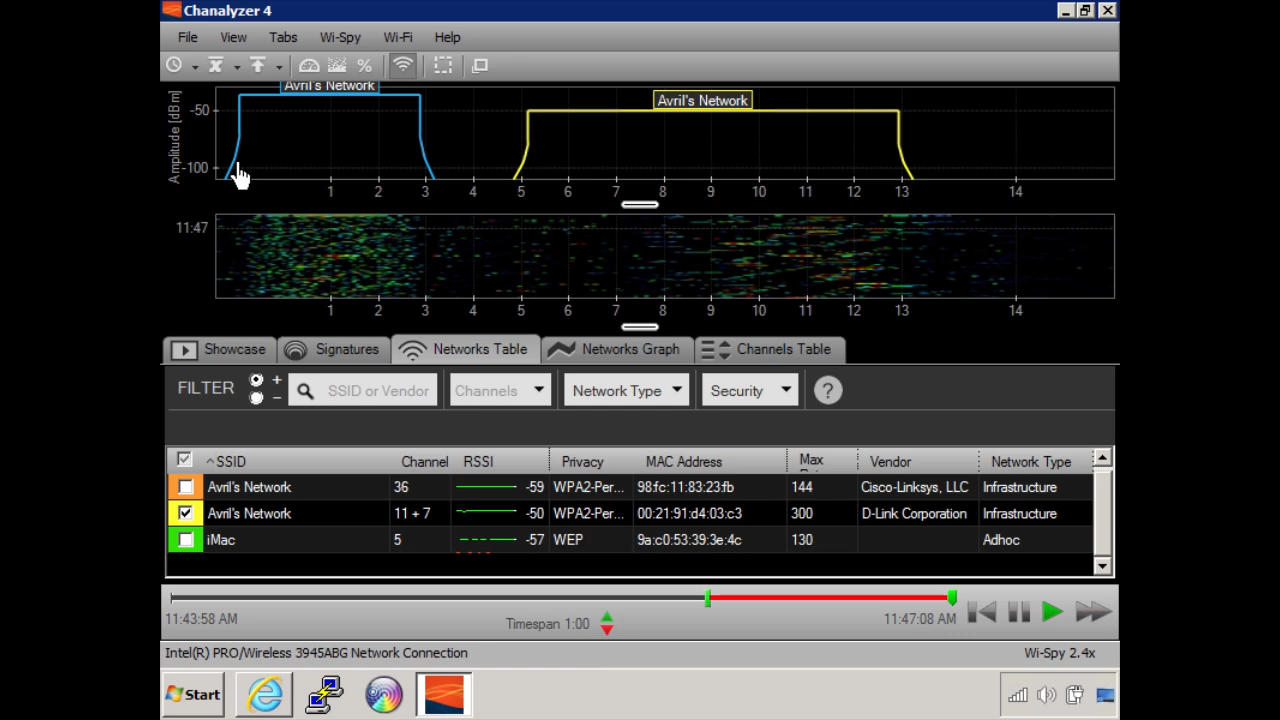 Chanalyzer 4
File View Tabs Wi-Spy Wi-Fi Help
%
Avril's Network
Avril's Network
Amplitude [dBm]
-50
-100
1 2 3 5 6 7 8 9 10 11 12 13 14
11:47
1 2 3 5 6 7 8 9 10 11 12 13 14
Showcase Signatures Networks Table Networks Graph Channels Table
FILTER + - SSID or Vendor Channels Network Type Security ?
SSID Channel RSSI Privacy MAC Address Max Vendor Network Type
Avril's Network 36 -59 WPA2-Per... 98:fc:11:83:23:fb 144 Cisco-Linksys, LLC Infrastructure
Avril's Network 11 + 7 -50 WPA2-Per... 00:21:91:d4:03:c3 300 D-Link Corporation Infrastructure
iMac 5 -57 WEP 9a:c0:53:39:3e:4c 130 Adhoc
11:43:58 AM Timespan 1:00 11:47:08 AM
Intel(R) PRO/Wireless 3945ABG Network Connection Wi-Spy 2.4x
Start